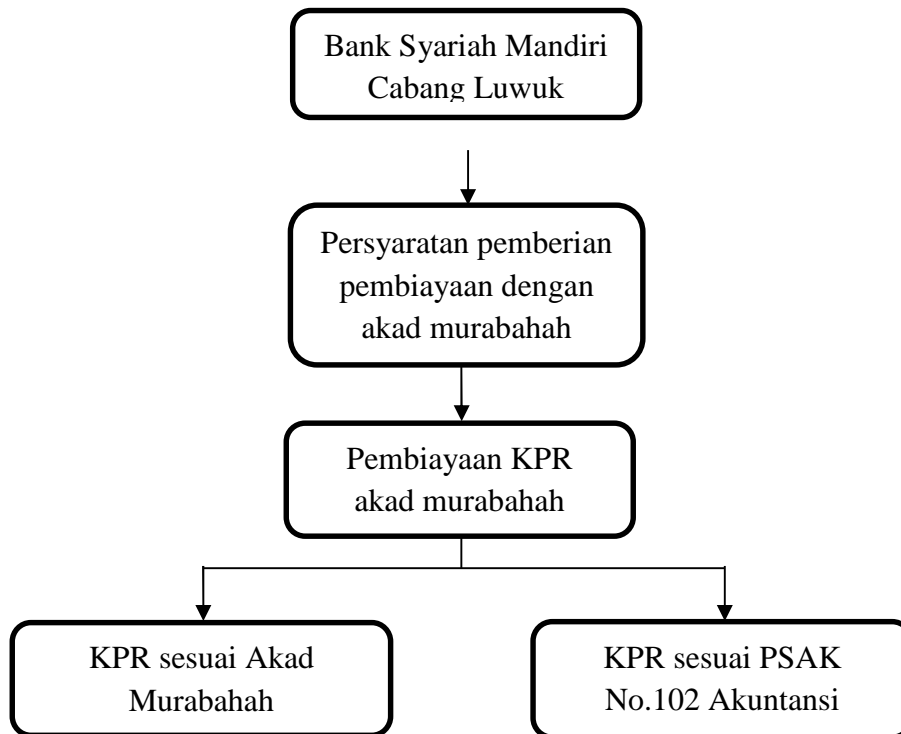 Bank Syariah Mandiri
Cabang Luwuk
Persyaratan pemberian
pembiayaan dengan
akad murabahah
Pembiayaan KPR
akad murabahah
KPR sesuai Akad
Murabahah
KPR sesuai PSAK
No.102 Akuntansi